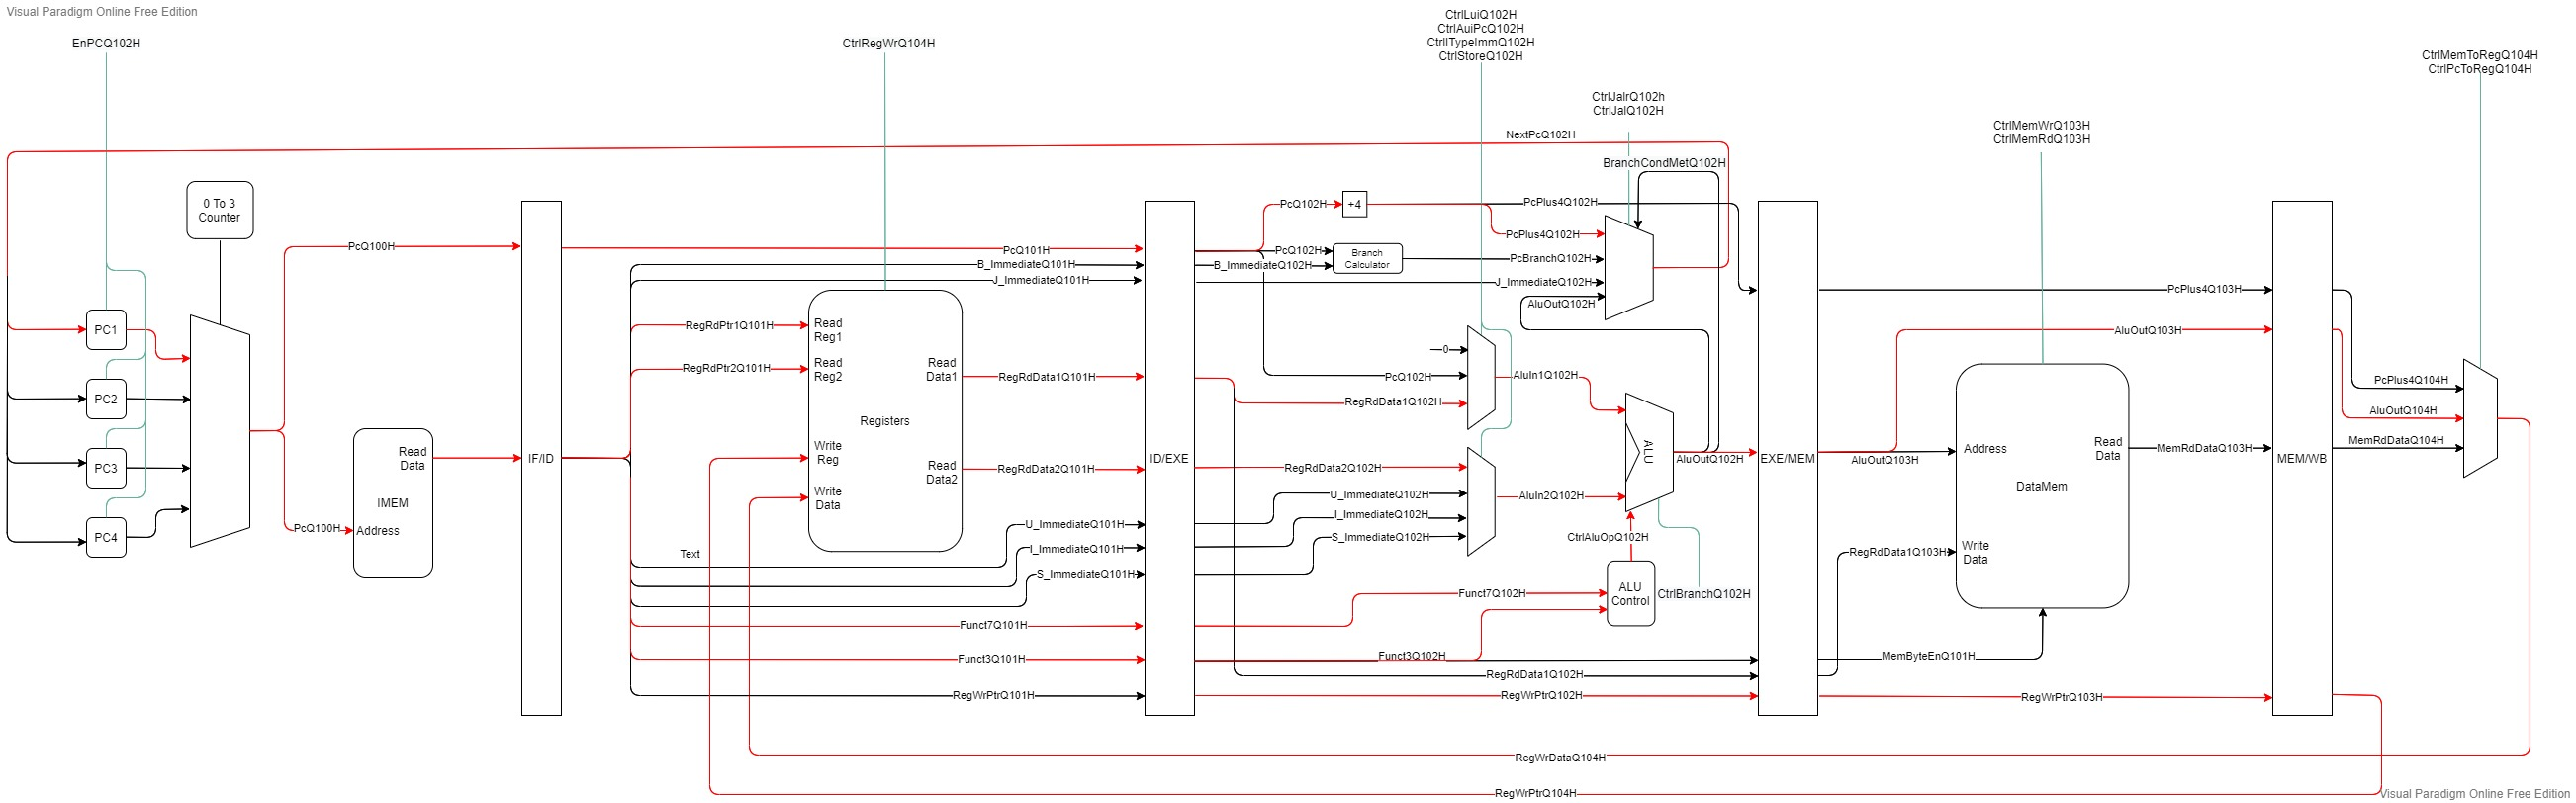 Visual Paradigm Online Free Edition
EnPCQ102H
CtrlRegWrQ104H
CtrlLuiQ102H
CtrlAuiPcQ102H
CtrlITypeImmQ102H
CtrlStoreQ102H
CtrlJalrQ102h
CtrlJalQ102H
CtrlMemWrQ103H
CtrlMemRdQ103H
CtrlMemToRegQ104H
CtrlPcToRegQ104H
NextPcQ102H
BranchCondMetQ102H
0 To 3
Counter
PC1
PC2
PC3
PC4
PcQ100H
PcQ100H
Read
Data
IMEM
Address
IF/ID
PcQ101H
B_ImmediateQ101H
J_ImmediateQ101H
RegRdPtr1Q101H
RegRdPtr2Q101H
Read
Reg1
Read
Reg2
Read
Data1
Registers
Write
Reg
Read
Data2
Write
Data
RegRdData1Q101H
RegRdData2Q101H
U_ImmediateQ101H
Text
I_ImmediateQ101H
S_ImmediateQ101H
Funct7Q101H
Funct3Q101H
RegWrPtrQ101H
ID/EXE
PcQ102H
+4
PcPlus4Q102H
PcPlus4Q102H
PcQ102H
B_ImmediateQ102H
Branch
Calculator
PcBranchQ102H
J_ImmediateQ102H
AluOutQ102H
0
PcQ102H
RegRdData1Q102H
AluIn1Q102H
RegRdData2Q102H
U_ImmediateQ102H
I_ImmediateQ102H
S_ImmediateQ102H
AluIn2Q102H
ALU
AluOutQ102H
CtrlAluOpQ102H
ALU
Control
CtrlBranchQ102H
Funct7Q102H
Funct3Q102H
RegRdData1Q102H
RegWrPtrQ102H
EXE/MEM
PcPlus4Q103H
AluOutQ103H
AluOutQ103H
Address
Read
Data
DataMem
Write
Data
RegRdData1Q103H
MemByteEnQ101H
MemRdDataQ103H
RegWrPtrQ103H
MEM/WB
PcPlus4Q104H
AluOutQ104H
MemRdDataQ104H
RegWrDataQ104H
RegWrPtrQ104H
Visual Paradigm Online Free Edition